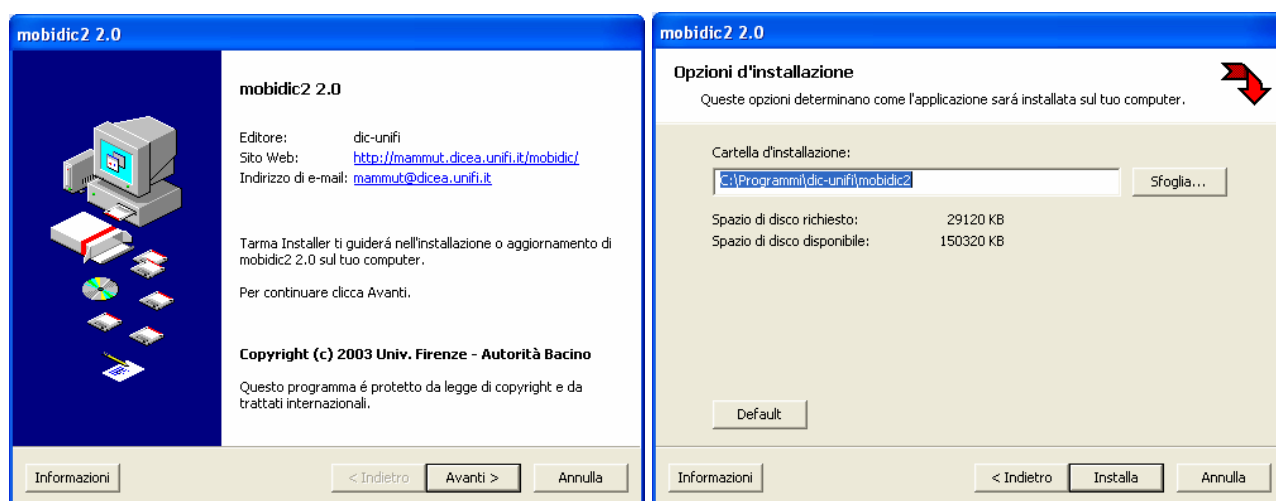 mobidic2 2.0
mobidic2 2.0
Editore: dic-unifi
Sito Web: http://mammut.dicea.unifi.it/mobidic/
Indirizzo di e-mail: mammut@dicea.unifi.it
Tarma Installer ti guiderá nell'installazione o aggiornamento di
mobidic2 2.0 sul tuo computer.
Per continuare clicca Avanti.
Copyright (c) 2003 Univ. Firenze - Autorità Bacino
Questo programma é protetto da legge di copyright e da
trattati internazionali.
Informazioni
< Indietro
Avanti >
Annulla
mobidic2 2.0
Opzioni d'installazione
Queste opzioni determinano come l'applicazione sará installata sul tuo computer.
Cartella d'installazione:
C:\Programmi\dic-unifi\mobidic2
Sfoglia...
Spazio di disco richiesto: 29120 KB
Spazio di disco disponibile: 150320 KB
Default
Informazioni
< Indietro
Installa
Annulla